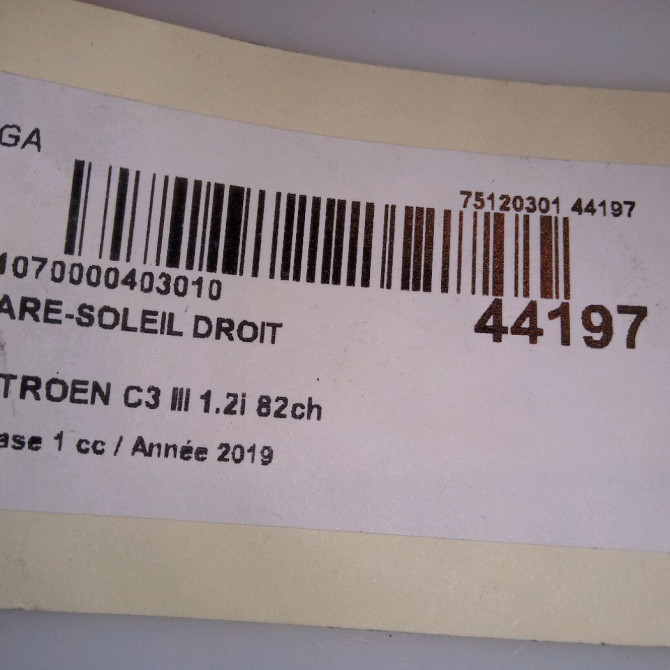 GA
75120301 44197
1070000403010
ARE-SOLEIL DROIT
44197
TROEN C3 III 1.2i 82ch
ase 1 cc / Année 2019